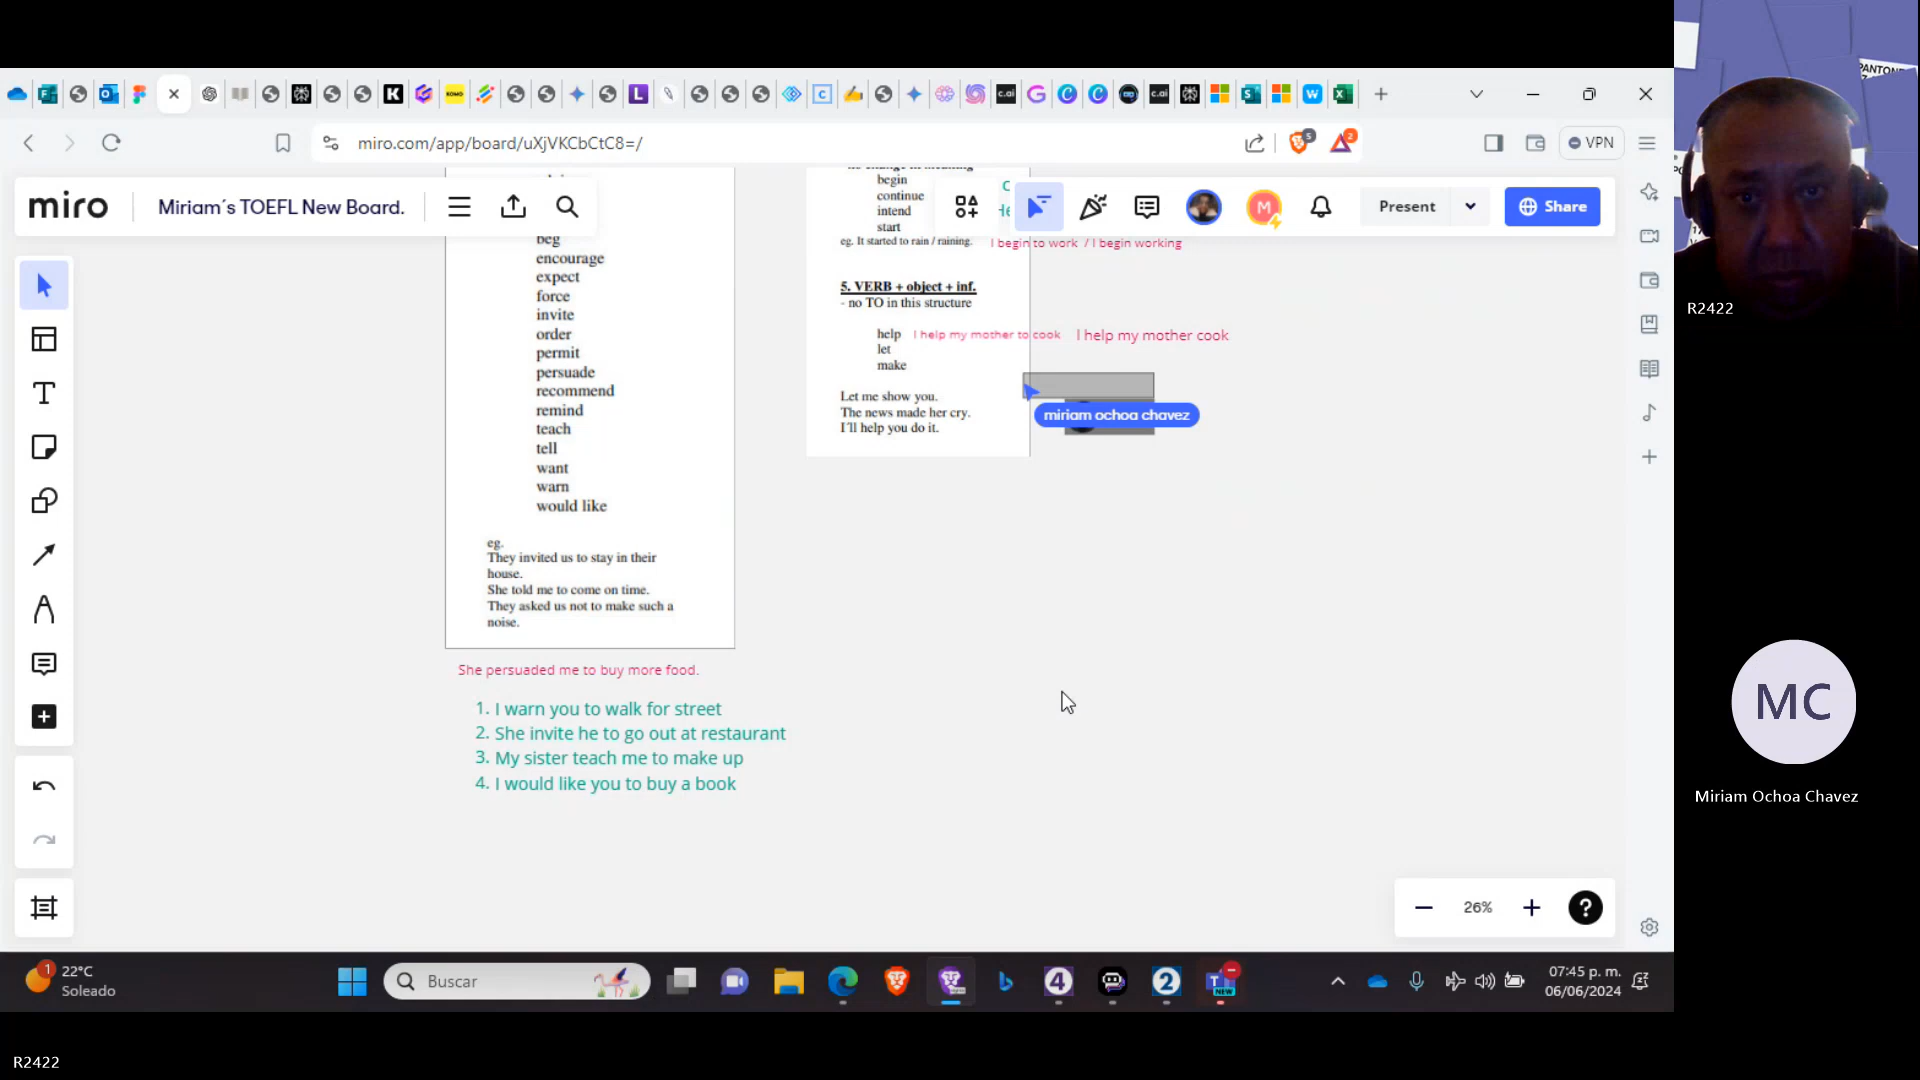 miro.com/app/board/uXjVKCbCtC8=/
VPN
miro
Miriam´s TOEFL New Board.
Present
Share
beg
encourage
expect
force
invite
order
permit
persuade
recommend
remind
teach
tell
want
warn
would like
eg.
They invited us to stay in their
house.
She told me to come on time.
They asked us not to make such a
noise.
She persuaded me to buy more food.
1. I warn you to walk for street
2. She invite he to go out at restaurant
3. My sister teach me to make up
4. I would like you to buy a book
begin
continue
intend
start
eg. It started to rain / raining.
I begin to work / I begin working
5. VERB + object + inf.
- no TO in this structure
help I help my mother to cook I help my mother cook
let
make
Let me show you.
The news made her cry.
I´ll help you do it.
miriam ochoa chavez
26%
PANTONE
R2422
MC
Miriam Ochoa Chavez
22°C
Soleado
Buscar
07:45 p. m.
06/06/2024
R2422